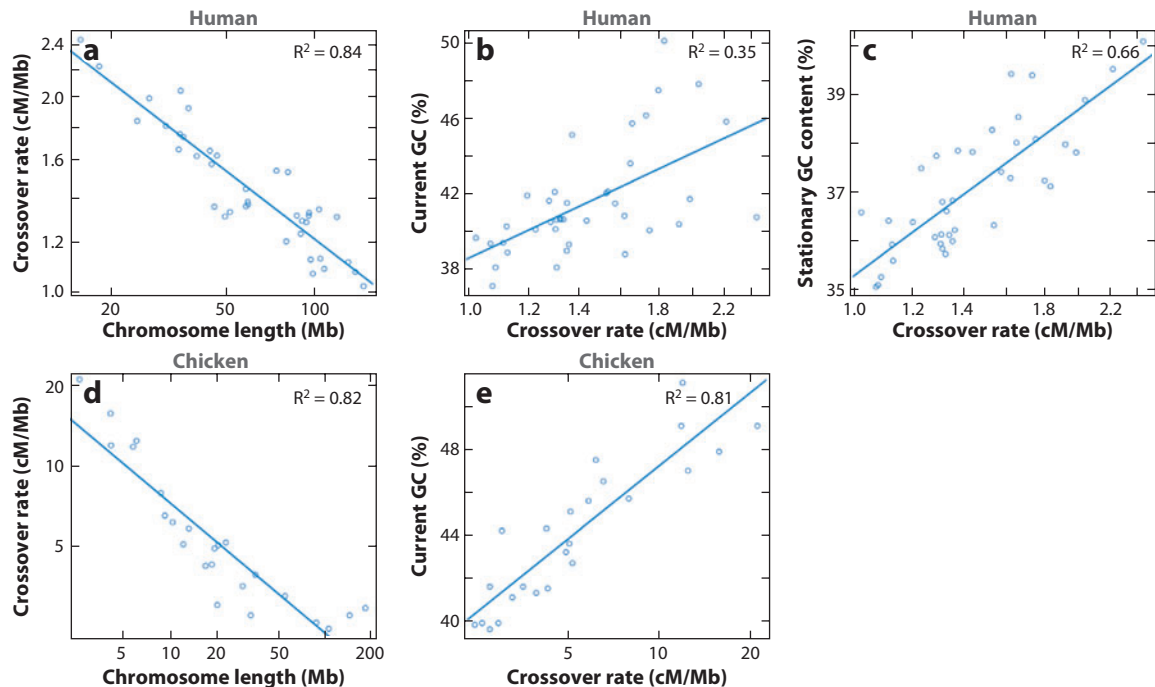 Human
a
R² = 0.84
Crossover rate (cM/Mb)
2.4
2.0
1.6
1.2
1.0
20
50
100
Chromosome length (Mb)
b
R² = 0.35
Current GC (%)
50
46
42
38
1.0
1.2
1.4
1.8
2.2
Crossover rate (cM/Mb)
Human
c
R² = 0.66
Stationary GC content (%)
39
37
35
1.0
1.2
1.4
1.8
2.2
Crossover rate (cM/Mb)
Chicken
d
R² = 0.82
Crossover rate (cM/Mb)
20
10
5
5
10
20
50
100
200
Chromosome length (Mb)
Chicken
e
R² = 0.81
Current GC (%)
48
44
40
5
10
20
Crossover rate (cM/Mb)